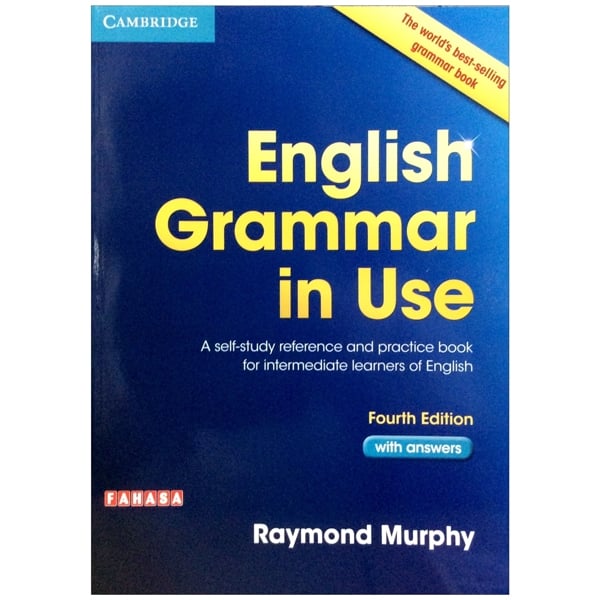 CAMBRIDGE
The world's best-selling
grammar book
English
Grammar
in Use
A self-study reference and practice book
for intermediate learners of English
Fourth Edition
with answers
FAHASA
Raymond Murphy